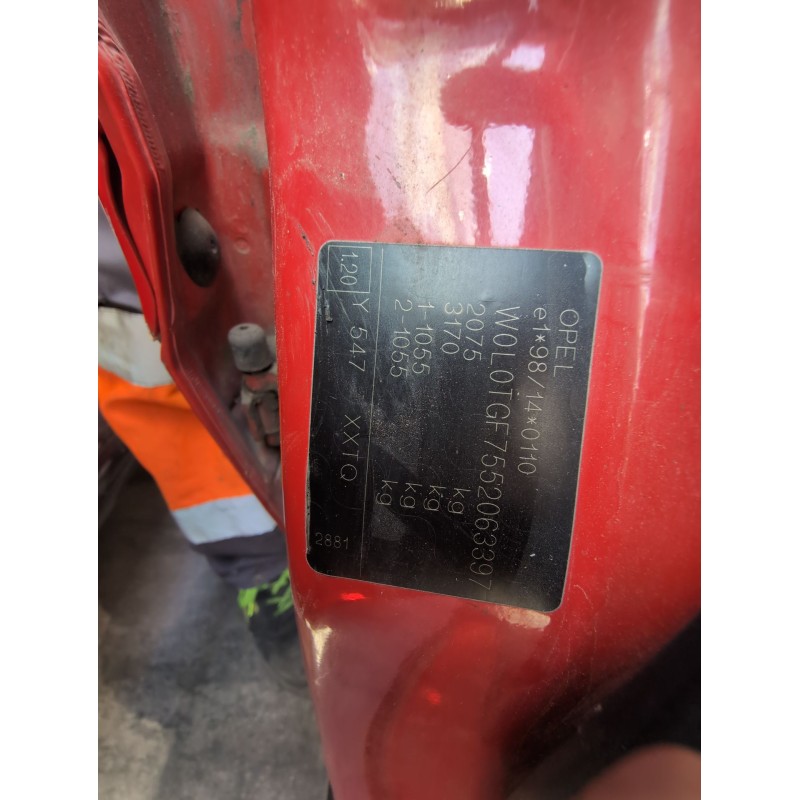 OPEL
e1*98/14*0110
W0L0TGF7552063397
2075 kg
3170 kg
1-1055 kg
2-1055 kg
120 Y 547 XXTQ 2881